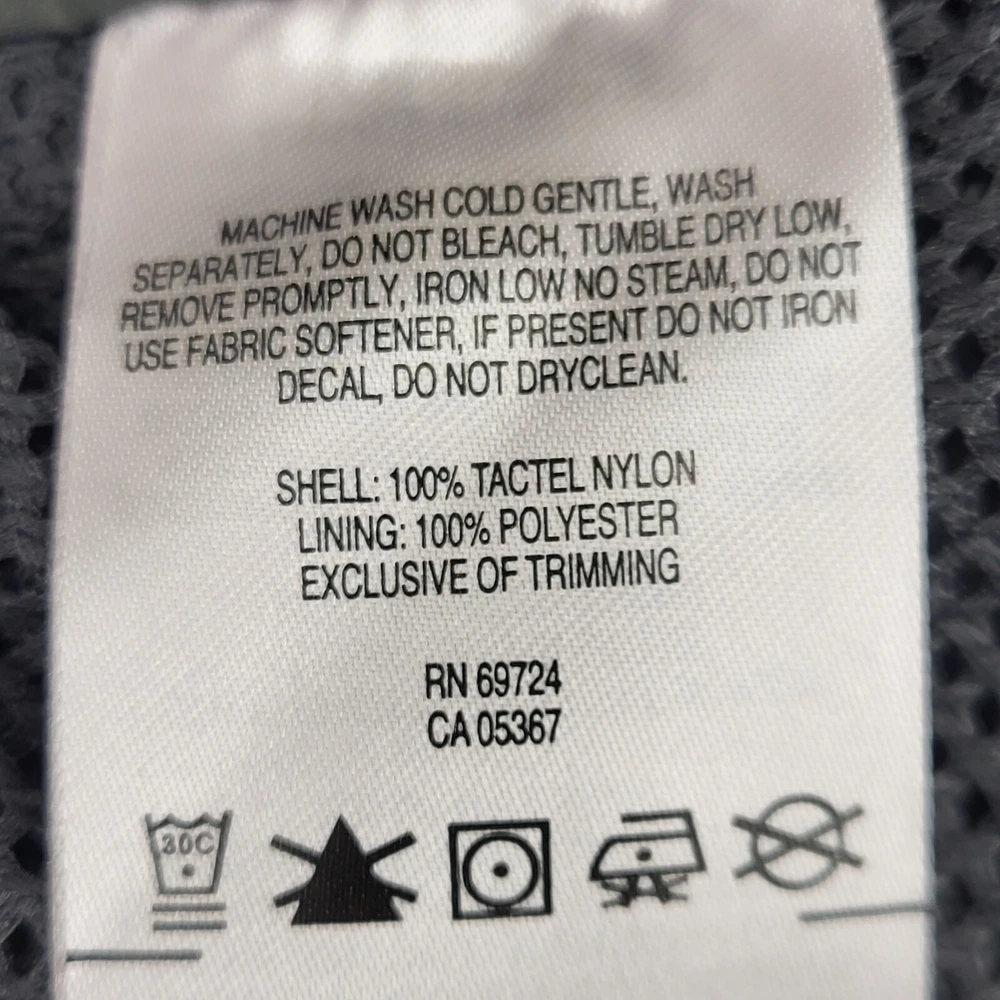 MACHINE WASH COLD GENTLE, WASH
SEPARATELY, DO NOT BLEACH, TUMBLE DRY LOW,
REMOVE PROMPTLY, IRON LOW NO STEAM, DO NOT
USE FABRIC SOFTENER, IF PRESENT DO NOT IRON
DECAL, DO NOT DRYCLEAN.
SHELL: 100% TACTEL NYLON
LINING: 100% POLYESTER
EXCLUSIVE OF TRIMMING
RN 69724
CA 05367
30C